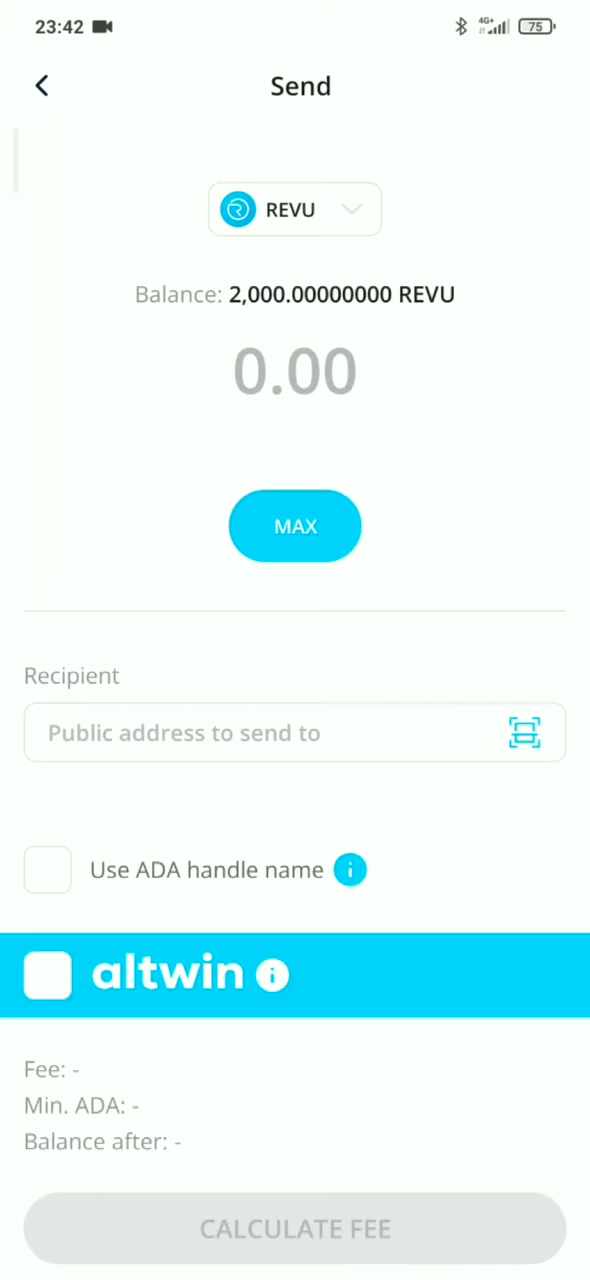 23:42
4G+
75
Send
REVU
Balance: 2,000.00000000 REVU
0.00
MAX
Recipient
Public address to send to
Use ADA handle name
altwin
Fee: -
Min. ADA: -
Balance after: -
CALCULATE FEE